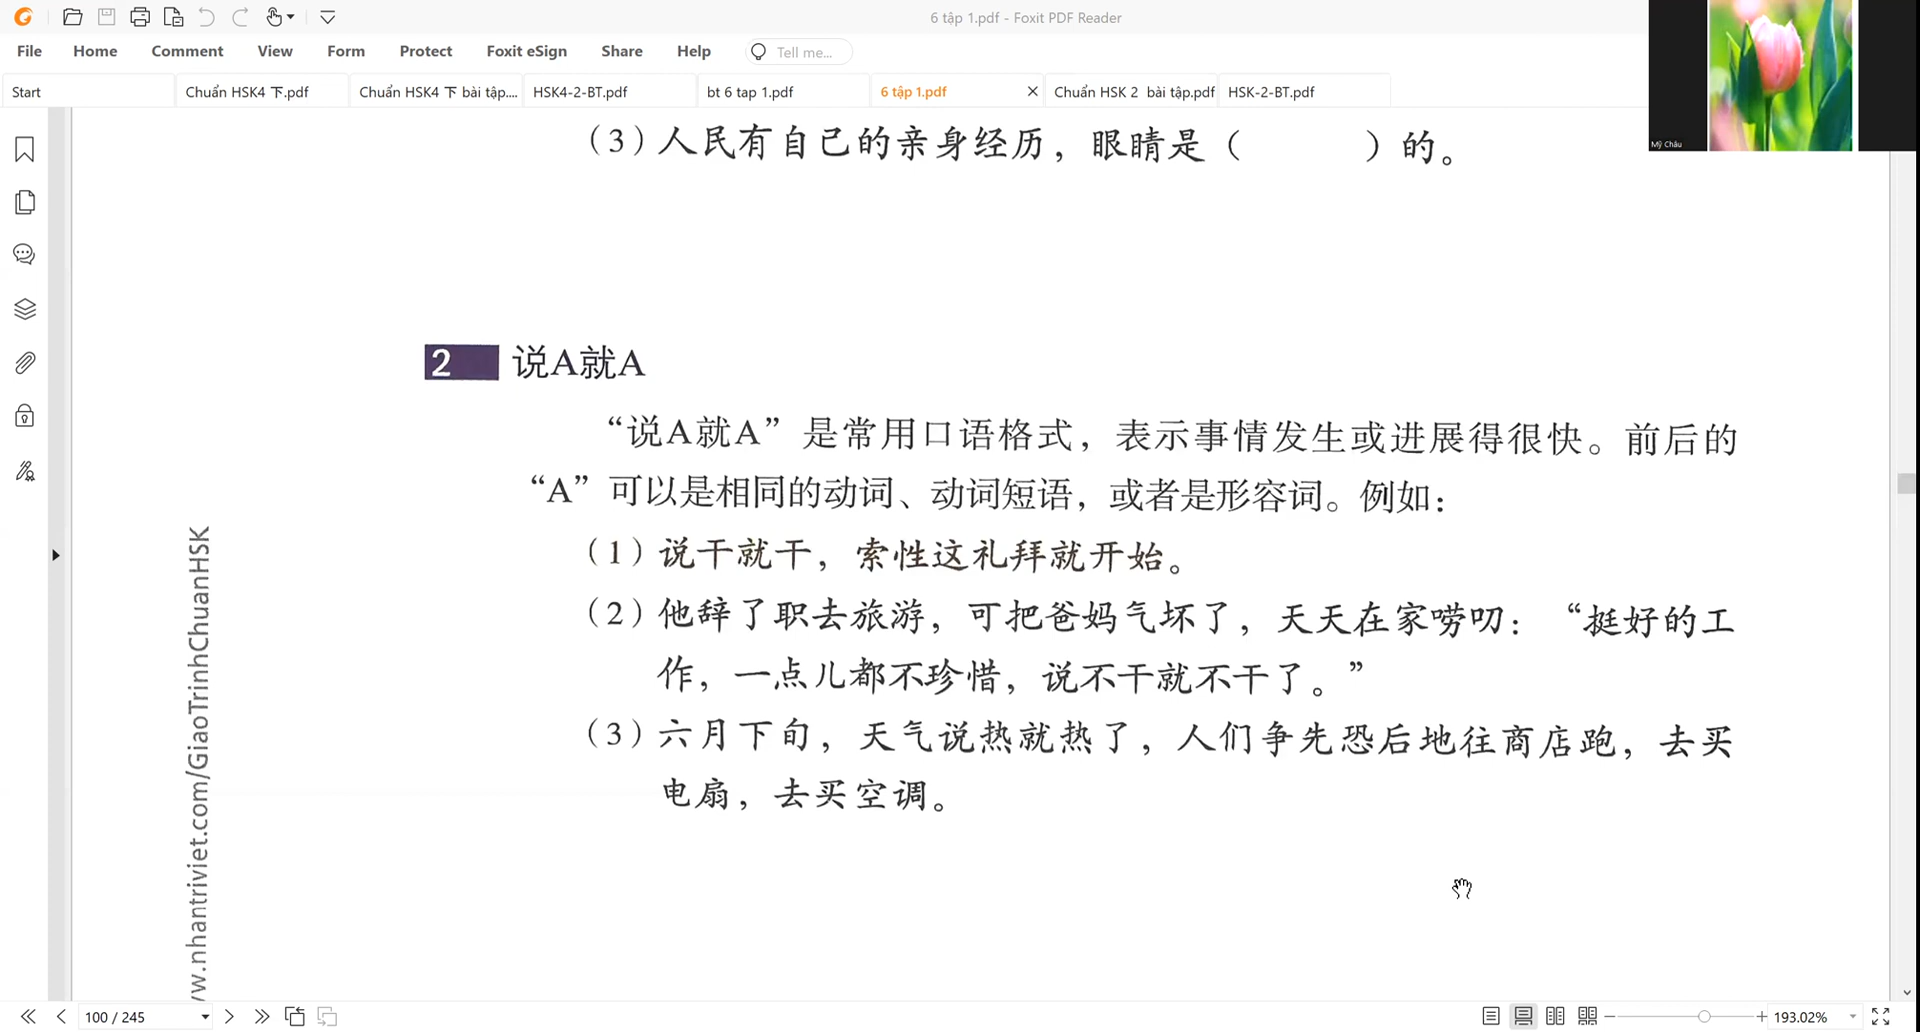 6 tập 1.pdf - Foxit PDF Reader
File Home Comment View Form Protect Foxit eSign Share Help Tell me...
Start Chuẩn HSK4 下.pdf Chuẩn HSK4 下 bài tập.... HSK4-2-BT.pdf bt 6 tap 1.pdf 6 tập 1.pdf Chuẩn HSK 2 bài tập.pdf HSK-2-BT.pdf
Mỹ Châu
（3）人民有自己的亲身经历，眼睛是（ ）的。
2 说A就A
“说A就A”是常用口语格式，表示事情发生或进展得很快。前后的
“A”可以是相同的动词、动词短语，或者是形容词。例如：
（1）说干就干，索性这礼拜就开始。
（2）他辞了职去旅游，可把爸妈气坏了，天天在家唠叨：“挺好的工
作，一点儿都不珍惜，说不干就不干了。”
（3）六月下旬，天气说热就热了，人们争先恐后地往商店跑，去买
电扇，去买空调。
w.nhantriviet.com/GiaoTrinhChuanHSK
100 / 245
193.02%